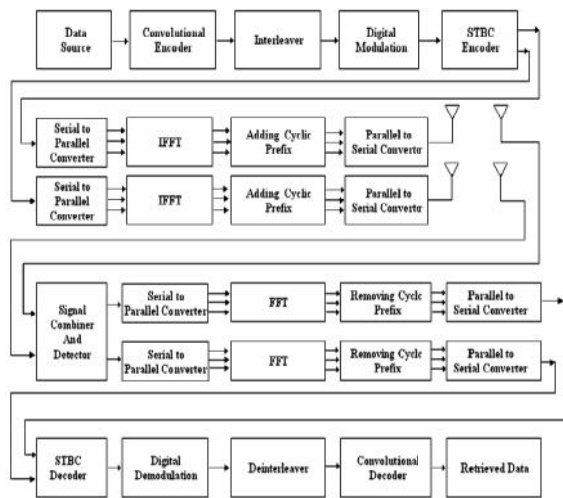 Data
Source
Convolutional
Encoder
Interleaver
Digital
Modulation
STBC
Encoder
Serial to
Parallel
Converter
IFFT
Adding Cyclic
Prefix
Parallel to
Serial Convertor
Serial to
Parallel
Converter
IFFT
Adding Cyclic
Prefix
Parallel to
Serial Convertor
Signal
Combiner
And
Detector
Serial to
Parallel Converter
FFT
Removing Cyclc
Prefix
Parallel to
Serial Converter
Serial to
Parallel Converter
FFT
Removing Cyclc
Prefix
Parallel to
Serial Converter
STBC
Decoder
Digital
Demodulation
Deinterleaver
Convolutional
Decoder
Retrieved Data